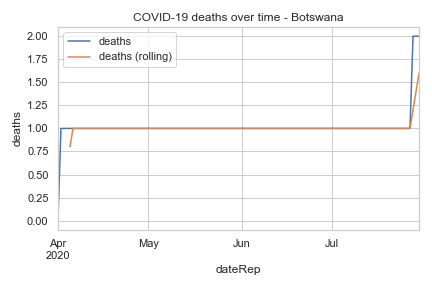 COVID-19 deaths over time - Botswana
deaths
deaths (rolling)
2.00
1.75
1.50
1.25
1.00
0.75
0.50
0.25
0.00
deaths
Apr
2020
May
Jun
Jul
dateRep